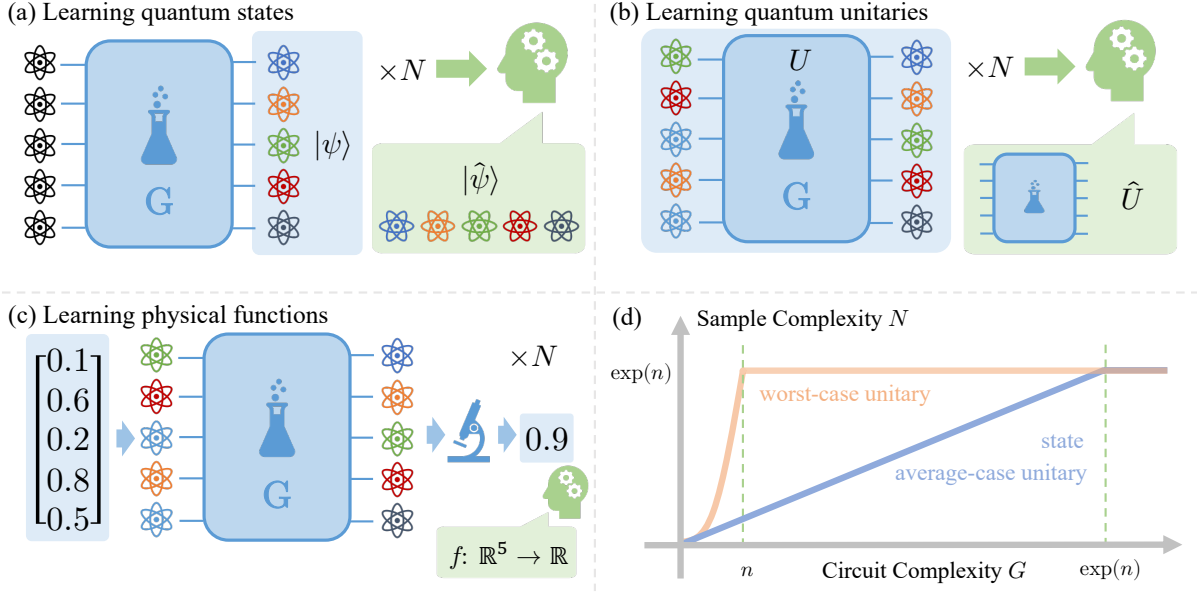 (a) Learning quantum states
G
|ψ⟩
×N
|ψ̂⟩
(b) Learning quantum unitaries
U
G
×N
Û
(c) Learning physical functions
0.1
0.6
0.2
0.8
0.5
G
×N
0.9
f: ℝ⁵ → ℝ
(d)
Sample Complexity N
exp(n)
worst-case unitary
state
average-case unitary
n
Circuit Complexity G
exp(n)